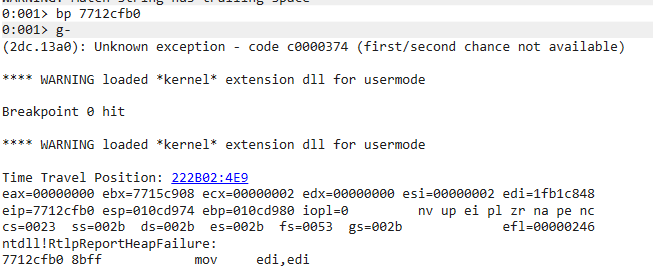 WARNING: Match string has trailing space
0:001> bp 7712cfb0
0:001> g-
(2dc.13a0): Unknown exception - code c0000374 (first/second chance not available)
**** WARNING loaded *kernel* extension dll for usermode
Breakpoint 0 hit
**** WARNING loaded *kernel* extension dll for usermode
Time Travel Position: 222B02:4E9
eax=00000000 ebx=7715c908 ecx=00000002 edx=00000000 esi=00000002 edi=1fb1c848
eip=7712cfb0 esp=010cd974 ebp=010cd980 iopl=0         nv up ei pl zr na pe nc
cs=0023  ss=002b  ds=002b  es=002b  fs=0053  gs=002b             efl=00000246
ntdll!RtlpReportHeapFailure:
7712cfb0 8bff            mov     edi,edi